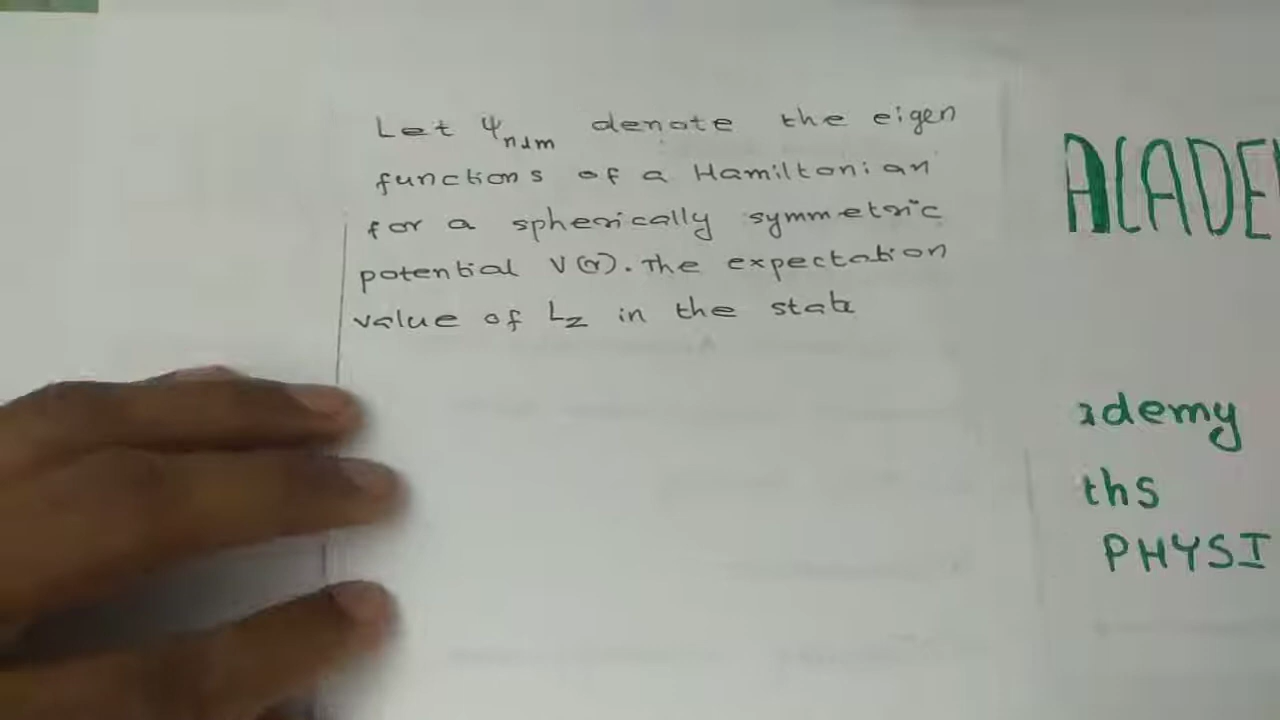 Let ψnlm denote the eigen
functions of a Hamiltonian
for a spherically symmetric
potential V(r). The expectation
value of Lz in the state
ACADE
demy
ths
PHYSI